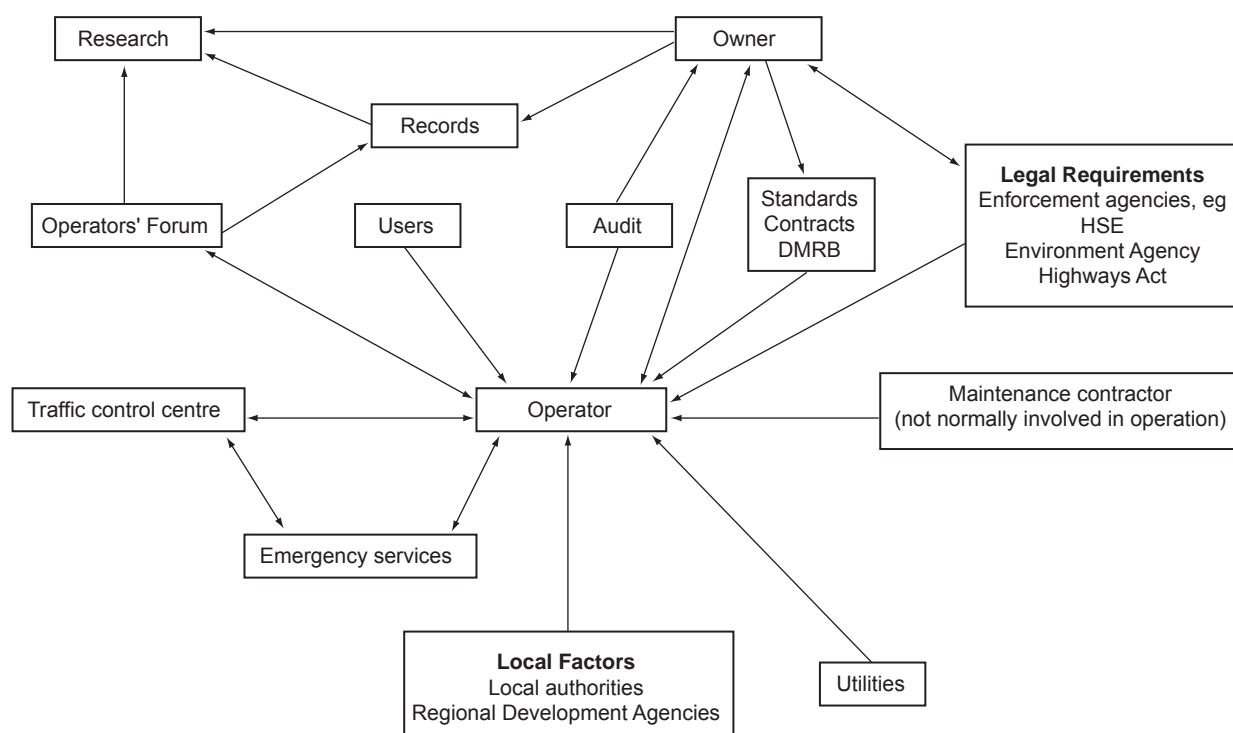 Research
Owner
Records
Legal Requirements
Enforcement agencies, eg
HSE
Environment Agency
Highways Act
Operators' Forum
Users
Audit
Standards
Contracts
DMRB
Traffic control centre
Operator
Maintenance contractor
(not normally involved in operation)
Emergency services
Local Factors
Local authorities
Regional Development Agencies
Utilities